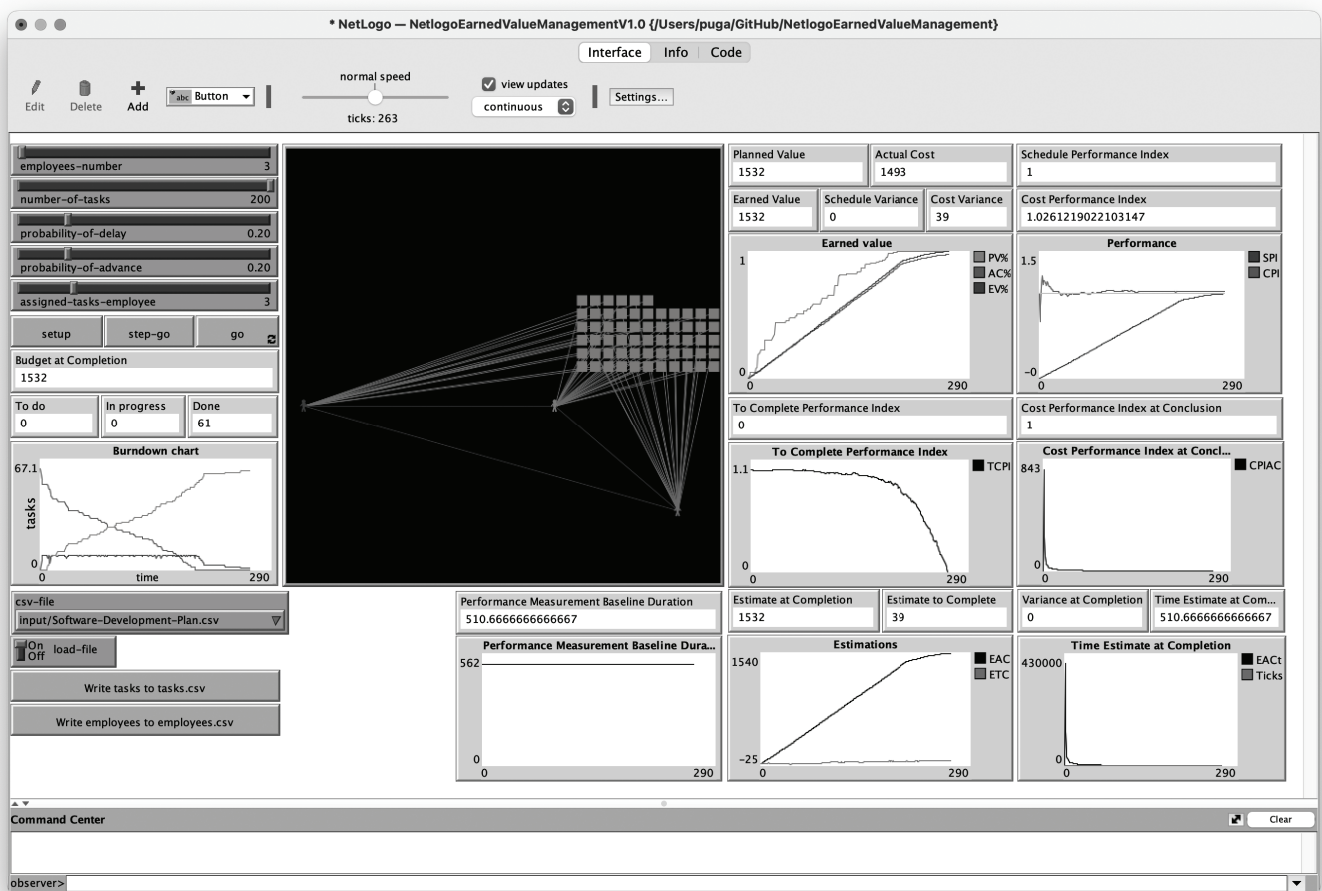 * NetLogo — NetlogoEarnedValueManagementV1.0 {/Users/puga/GitHub/NetlogoEarnedValueManagement}
Interface Info Code
Edit Delete Add abc Button normal speed ticks: 263 view updates continuous Settings...
employees-number 3
number-of-tasks 200
probability-of-delay 0.20
probability-of-advance 0.20
assigned-tasks-employee 3
setup step-go go
Budget at Completion
1532
To do In progress Done
0 0 61
Burndown chart
67.1
tasks
0
0 time 290
csv-file
input/Software-Development-Plan.csv
On
Off load-file
Write tasks to tasks.csv
Write employees to employees.csv
Performance Measurement Baseline Duration
510.6666666666667
Performance Measurement Baseline Dura...
562
0
0 290
Planned Value Actual Cost
1532 1493
Earned Value Schedule Variance Cost Variance
1532 0 39
Earned value
1
PV%
AC%
EV%
0
0 290
To Complete Performance Index
0
To Complete Performance Index
1.1
TCPI
0
0 290
Estimate at Completion Estimate to Complete
1532 39
Estimations
1540
EAC
ETC
-25
0 290
Schedule Performance Index
1
Cost Performance Index
1.0261219022103147
Performance
1.5
SPI
CPI
-0
0 290
Cost Performance Index at Conclusion
1
Cost Performance Index at Concl...
843
CPIAC
0
0 290
Variance at Completion Time Estimate at Com...
0 510.6666666666667
Time Estimate at Completion
430000
EACt
Ticks
0
0 290
Command Center Clear
observer>